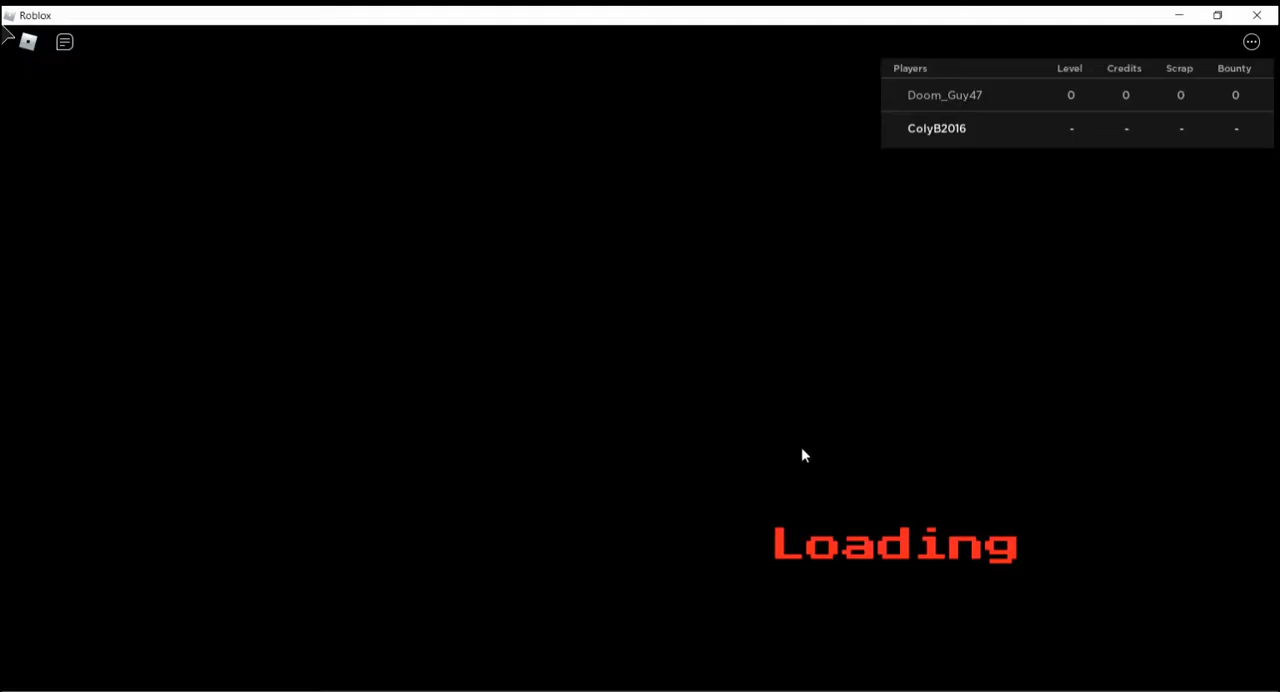 Roblox
Players Level Credits Scrap Bounty
Doom_Guy47 0 0 0 0
ColyB2016 - - - -
Loading